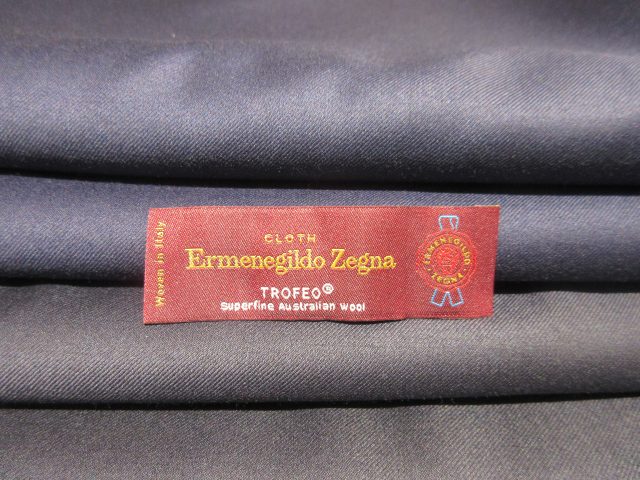 Woven in Italy
CLOTH
Ermenegildo Zegna
TROFEO®
Superfine Australian Wool
ERMENEGILDO
ZEGNA